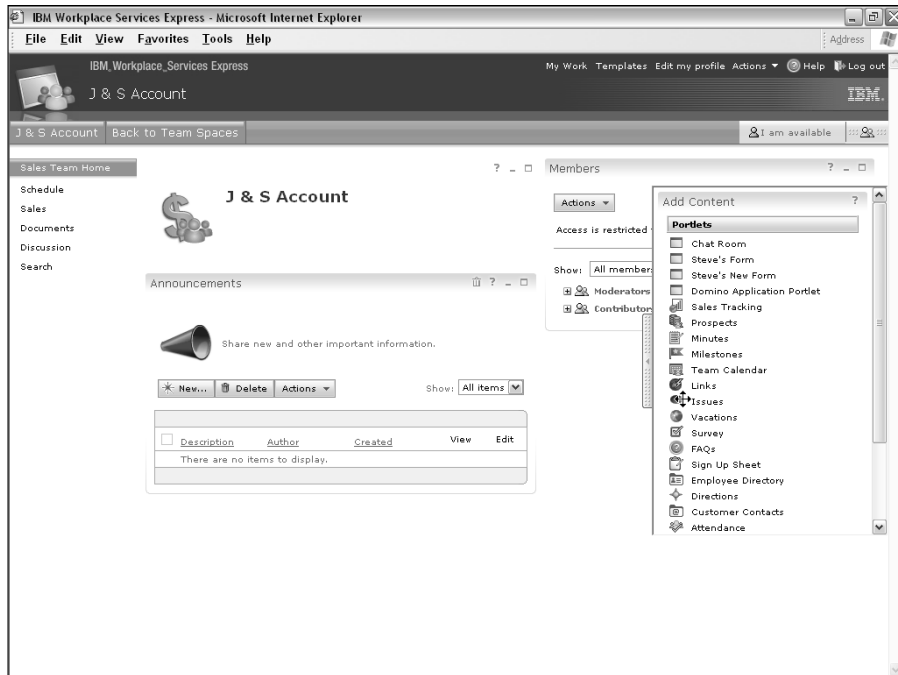 IBM Workplace Services Express - Microsoft Internet Explorer
File Edit View Favorites Tools Help
Address
IBM, Workplace_Services Express
My Work Templates Edit my profile Actions Help Log out
J & S Account
IBM.
J & S Account Back to Team Spaces
I am available
Sales Team Home
Schedule
Sales
Documents
Discussion
Search
J & S Account
Announcements
Share new and other important information.
New... Delete Actions
Show: All items
Description Author Created View Edit
There are no items to display.
Members
Actions
Access is restricted
Show: All members
Moderators
Contributor
Add Content
Portlets
Chat Room
Steve's Form
Steve's New Form
Domino Application Portlet
Sales Tracking
Prospects
Minutes
Milestones
Team Calendar
Links
Issues
Vacations
Survey
FAQs
Sign Up Sheet
Employee Directory
Directions
Customer Contacts
Attendance